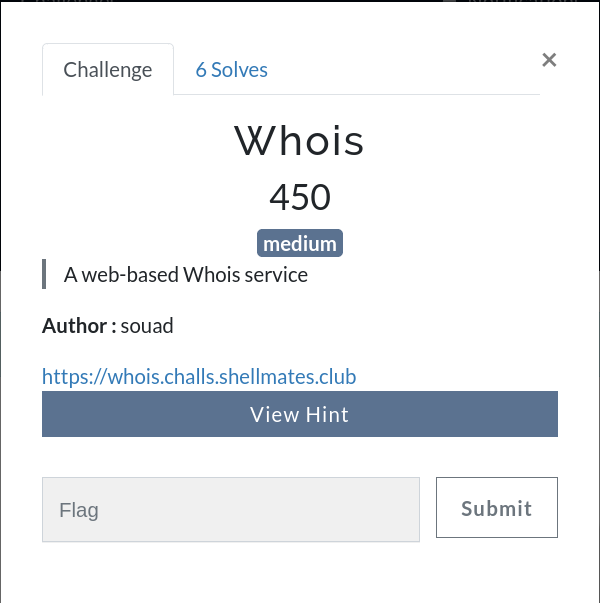 Challenge
6 Solves
×
Whois
450
medium
A web-based Whois service
Author : souad
https://whois.challs.shellmates.club
View Hint
Flag
Submit